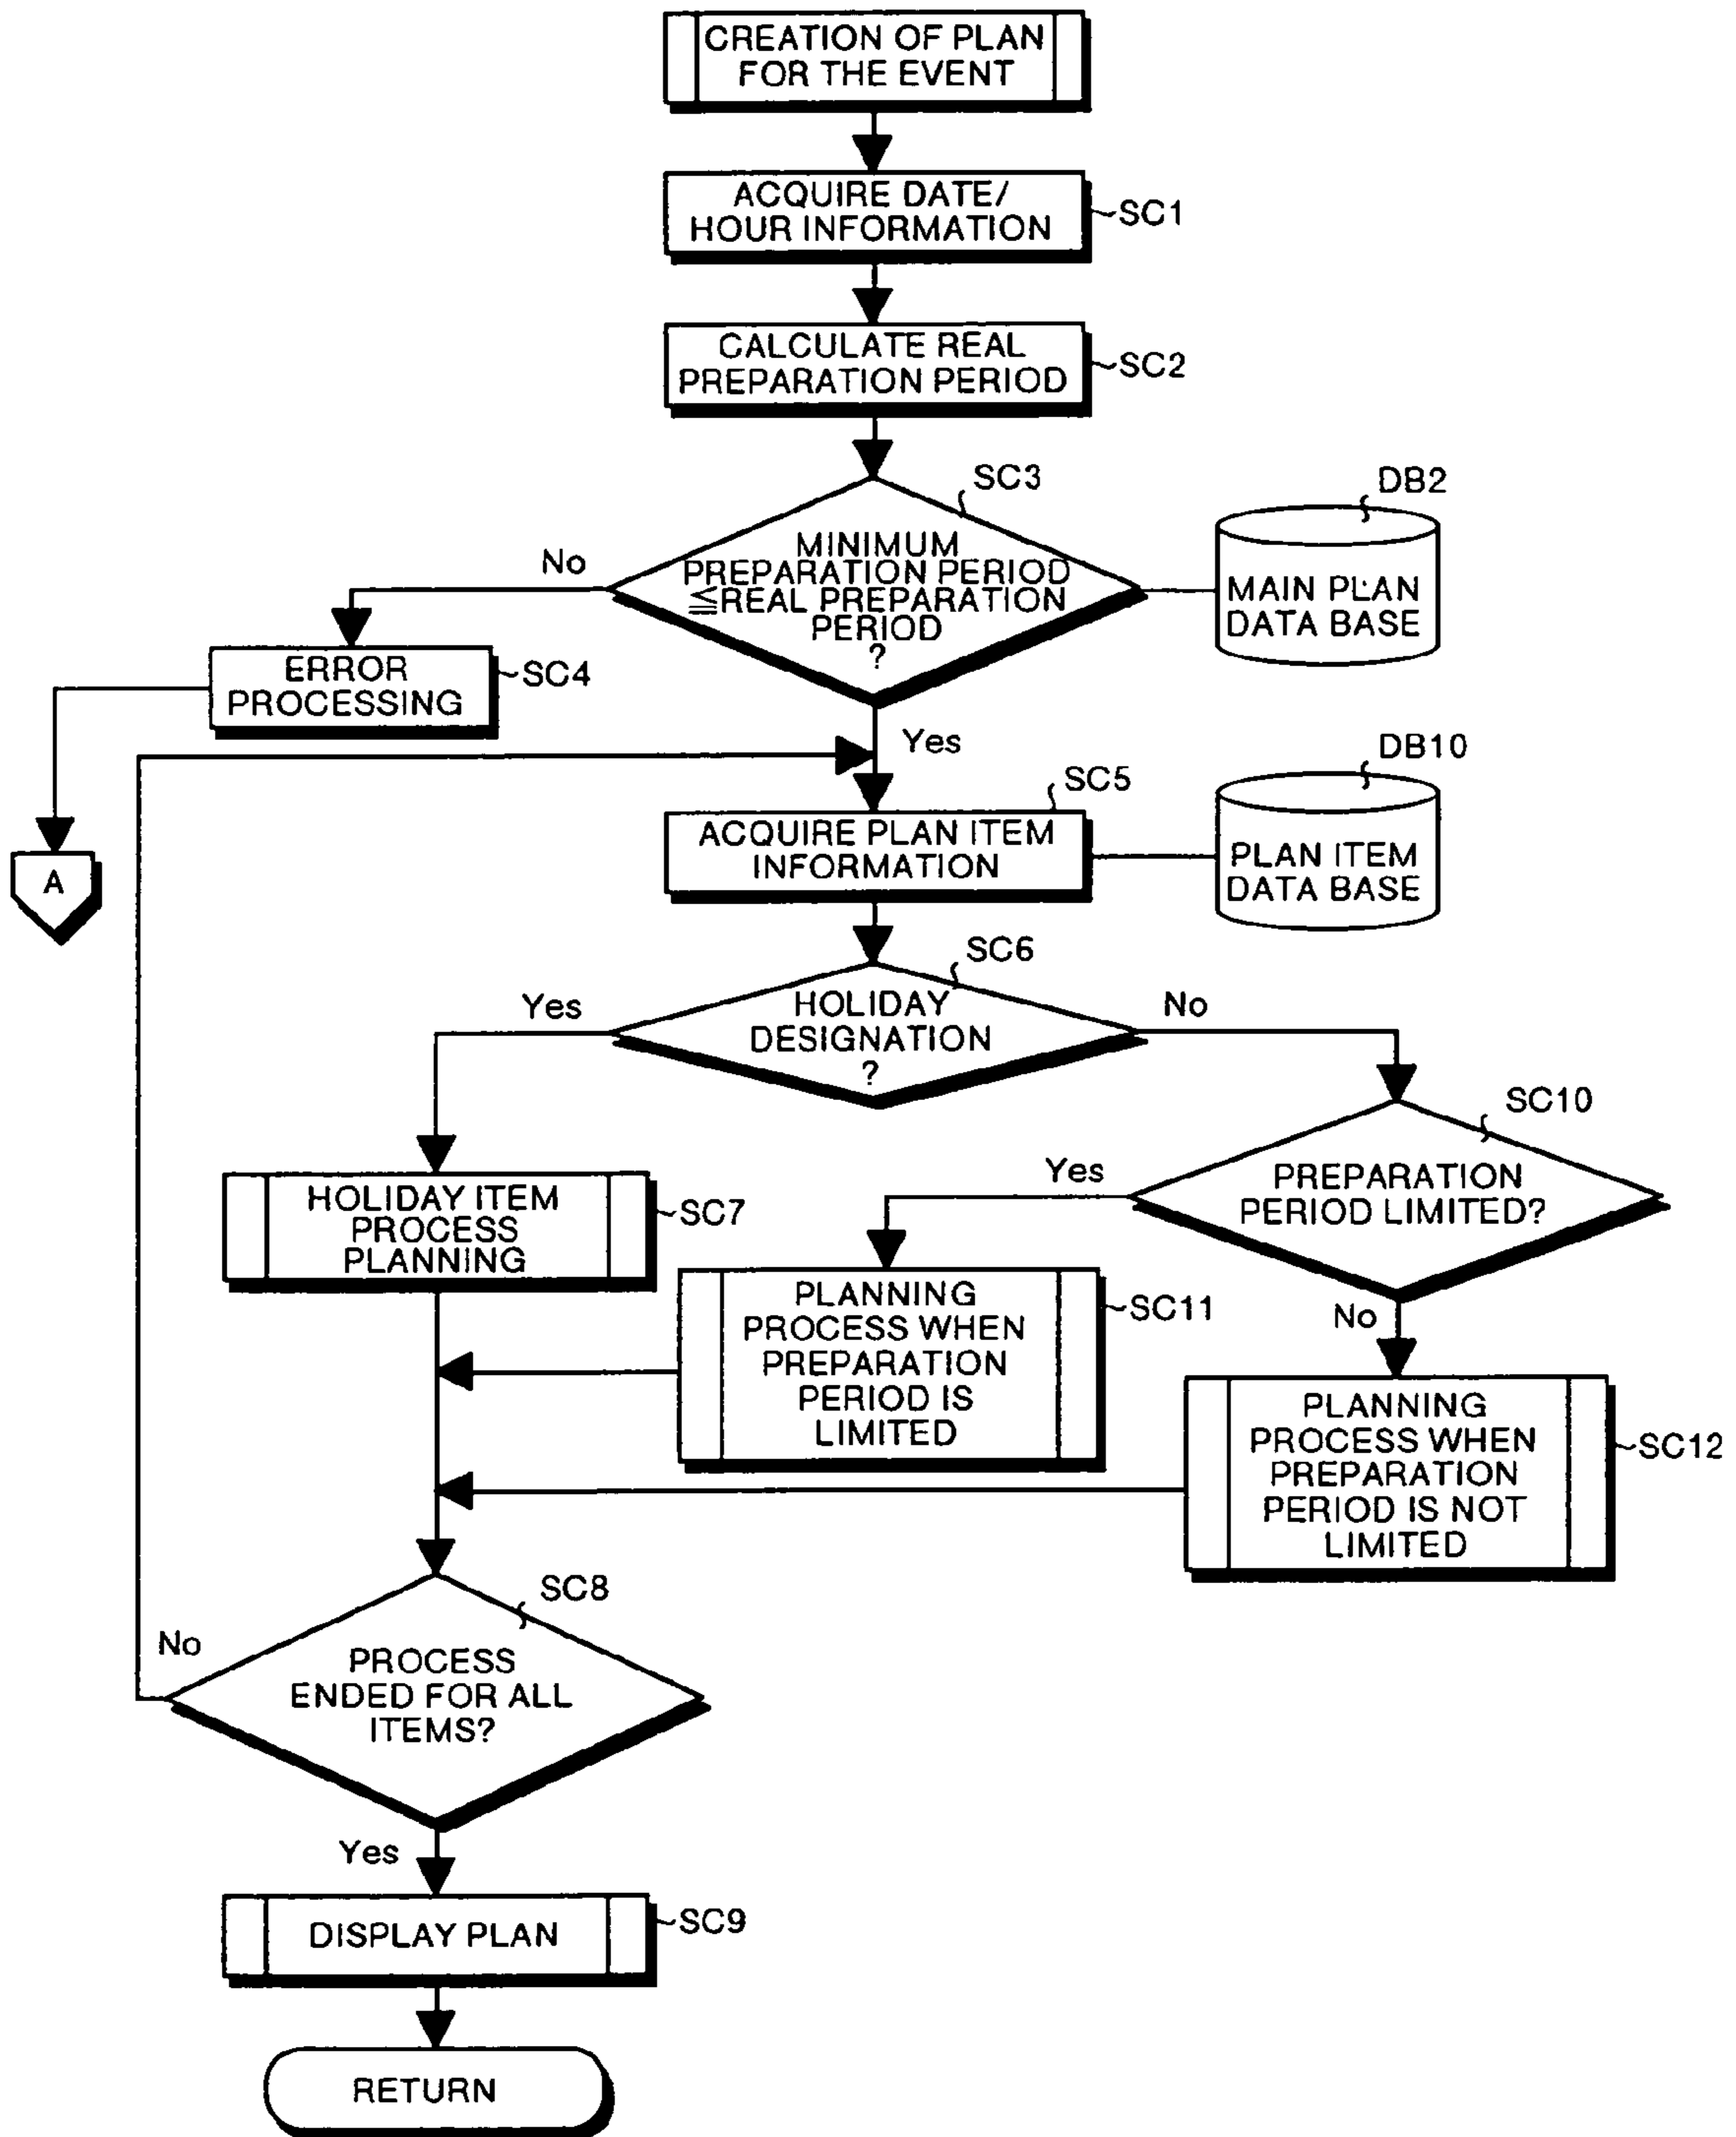 CREATION OF PLAN
FOR THE EVENT
ACQUIRE DATE/
HOUR INFORMATION
SC1
CALCULATE REAL
PREPARATION PERIOD
SC2
SC3
MINIMUM
PREPARATION PERIOD
≦REAL PREPARATION
PERIOD
?
No
DB2
MAIN PLAN
DATA BASE
ERROR
PROCESSING
SC4
Yes
A
SC5
ACQUIRE PLAN ITEM
INFORMATION
DB10
PLAN ITEM
DATA BASE
SC6
HOLIDAY
DESIGNATION
?
Yes
No
SC10
PREPARATION
PERIOD LIMITED?
Yes
No
HOLIDAY ITEM
PROCESS
PLANNING
SC7
PLANNING
PROCESS WHEN
PREPARATION
PERIOD IS
LIMITED
SC11
PLANNING
PROCESS WHEN
PREPARATION
PERIOD IS NOT
LIMITED
SC12
SC8
PROCESS
ENDED FOR ALL
ITEMS?
No
Yes
DISPLAY PLAN
SC9
RETURN